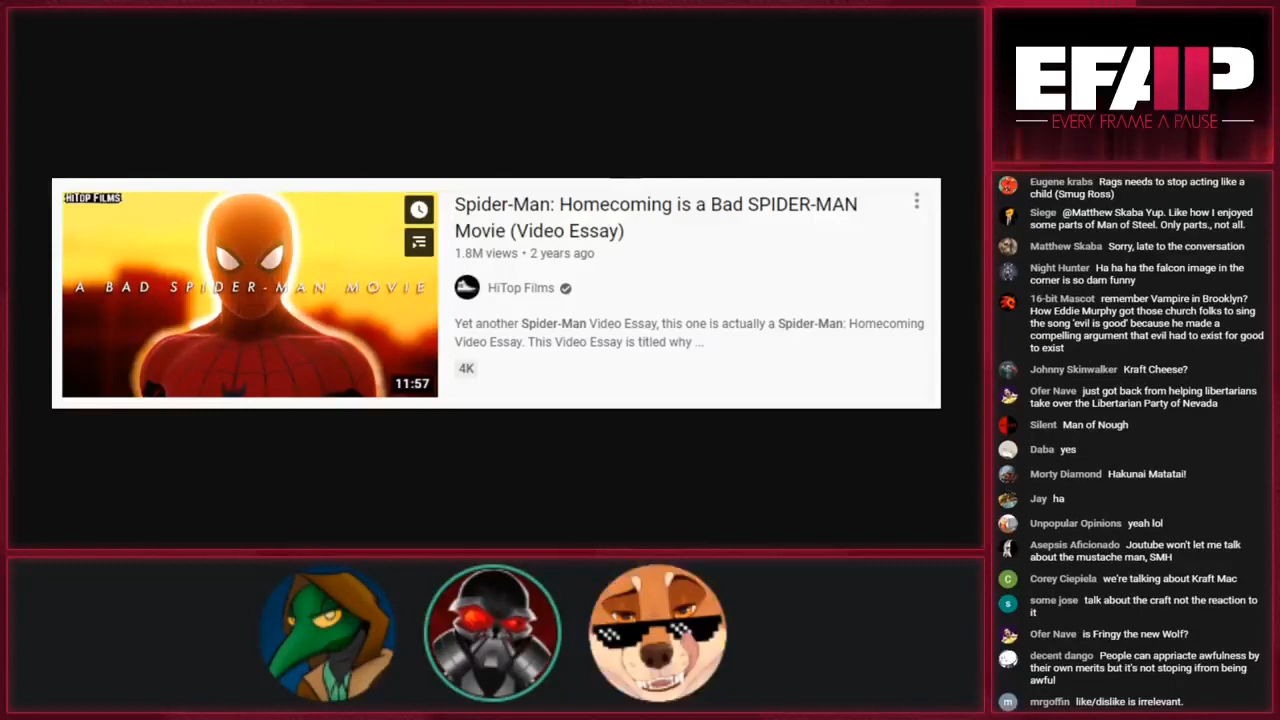 HiTOP FILMS
A BAD SPIDER-MAN MOVIE
11:57
Spider-Man: Homecoming is a Bad SPIDER-MAN
Movie (Video Essay)
1.8M views • 2 years ago
HiTop Films
Yet another Spider-Man Video Essay, this one is actually a Spider-Man: Homecoming
Video Essay. This Video Essay is titled why ...
4K
EFAP
EVERY FRAME A PAUSE
Eugene krabs Rags needs to stop acting like a
child (Smug Ross)
Siege @Matthew Skaba Yup. Like how I enjoyed
some parts of Man of Steel. Only parts., not all.
Matthew Skaba Sorry, late to the conversation
Night Hunter Ha ha ha the falcon image in the
corner is so darn funny
16-bit Mascot remember Vampire in Brooklyn?
How Eddie Murphy got those church folks to sing
the song 'evil is good' because he made a
compelling argument that evil had to exist for good
to exist
Johnny Skinwalker Kraft Cheese?
Ofer Nave just got back from helping libertarians
take over the Libertarian Party of Nevada
Silent Man of Nough
Daba yes
Morty Diamond Hakunai Matatai!
Jay ha
Unpopular Opinions yeah lol
Asepsis Aficionado Joutube won't let me talk
about the mustache man, SMH
C Corey Ciepiela we're talking about Kraft Mac
s some jose talk about the craft not the reaction to
it
Ofer Nave is Fringy the new Wolf?
decent dango People can appriacte awfulness by
their own merits but it's not stoping ifrom being
awful
m mrgoffin like/dislike is irrelevant.